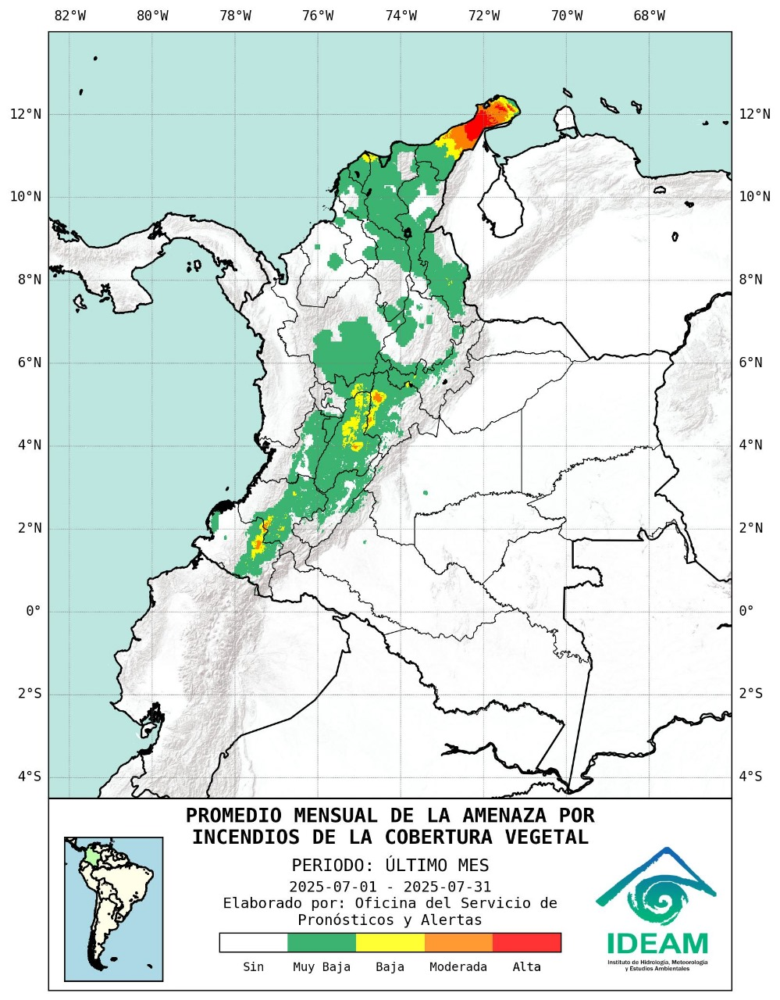 82°W 80°W 78°W 76°W 74°W 72°W 70°W 68°W
12°N 12°N
10°N 10°N
8°N 8°N
6°N 6°N
4°N 4°N
2°N 2°N
0° 0°
2°S 2°S
4°S 4°S
PROMEDIO MENSUAL DE LA AMENAZA POR
INCENDIOS DE LA COBERTURA VEGETAL
PERIODO: ÚLTIMO MES
2025-07-01 - 2025-07-31
Elaborado por: Oficina del Servicio de
Pronósticos y Alertas
Sin Muy Baja Baja Moderada Alta
IDEAM
Instituto de Hidrología, Meteorología
y Estudios Ambientales